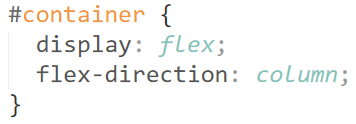 #container {
  display: flex;
  flex-direction: column;
}